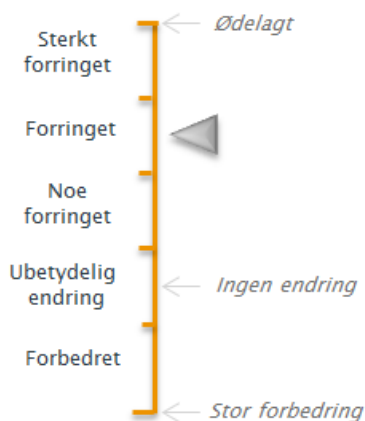 Ødelagt
Sterkt
forringet
Forringet
Noe
forringet
Ubetydelig
endring
Ingen endring
Forbedret
Stor forbedring